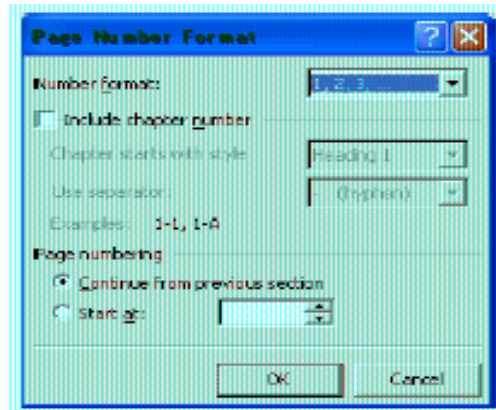 Page Number Format
Number format: 1, 2, 3, ...
Include chapter number
Chapter starts with style Heading 1
Use separator: - (hyphen)
Examples: 1-1, 1-A
Page numbering
Continue from previous section
Start at:
OK Cancel